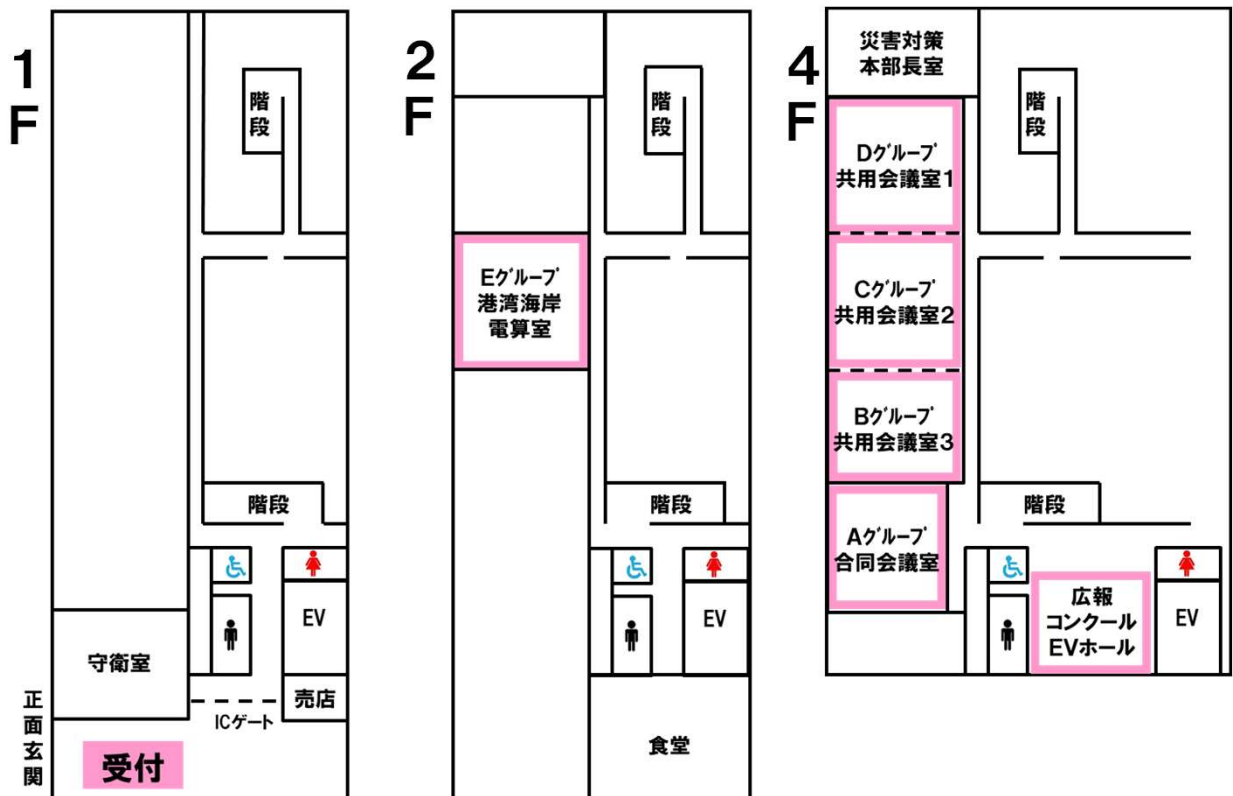 1
F
階
段
階段
EV
守衛室
売店
ICゲート
正
面
玄
関
受付
2
F
階
段
Eグループ
港湾海岸
電算室
階段
EV
食堂
4
F
災害対策
本部長室
階
段
Dグループ
共用会議室1
Cグループ
共用会議室2
Bグループ
共用会議室3
階段
Aグループ
合同会議室
広報
コンクール
EVホール
EV